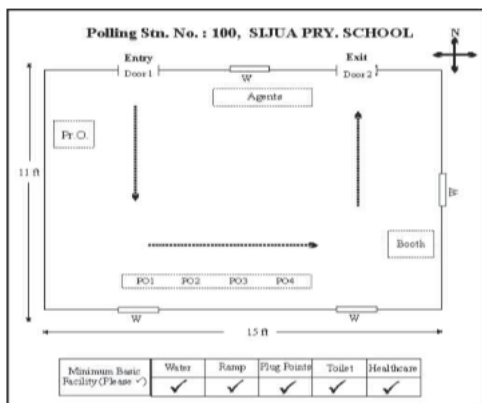 Polling Stn. No. : 100, SIJUA PRY. SCHOOL
N
Entry
Exit
Door 1
Door 2
W
Agents
Pr.O.
11 ft
W
Booth
PO1 PO2 PO3 PO4
W
W
15 ft
Minimum Basic
Facility (Please ✓)
Water Ramp Plug Points Toilet Healthcare
✓ ✓ ✓ ✓ ✓